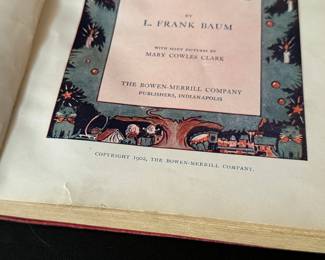 BY
L. FRANK BAUM
WITH MANY PICTURES BY
MARY COWLES CLARK
THE BOWEN-MERRILL COMPANY
PUBLISHERS, INDIANAPOLIS
COPYRIGHT 1902, THE BOWEN-MERRILL COMPANY.